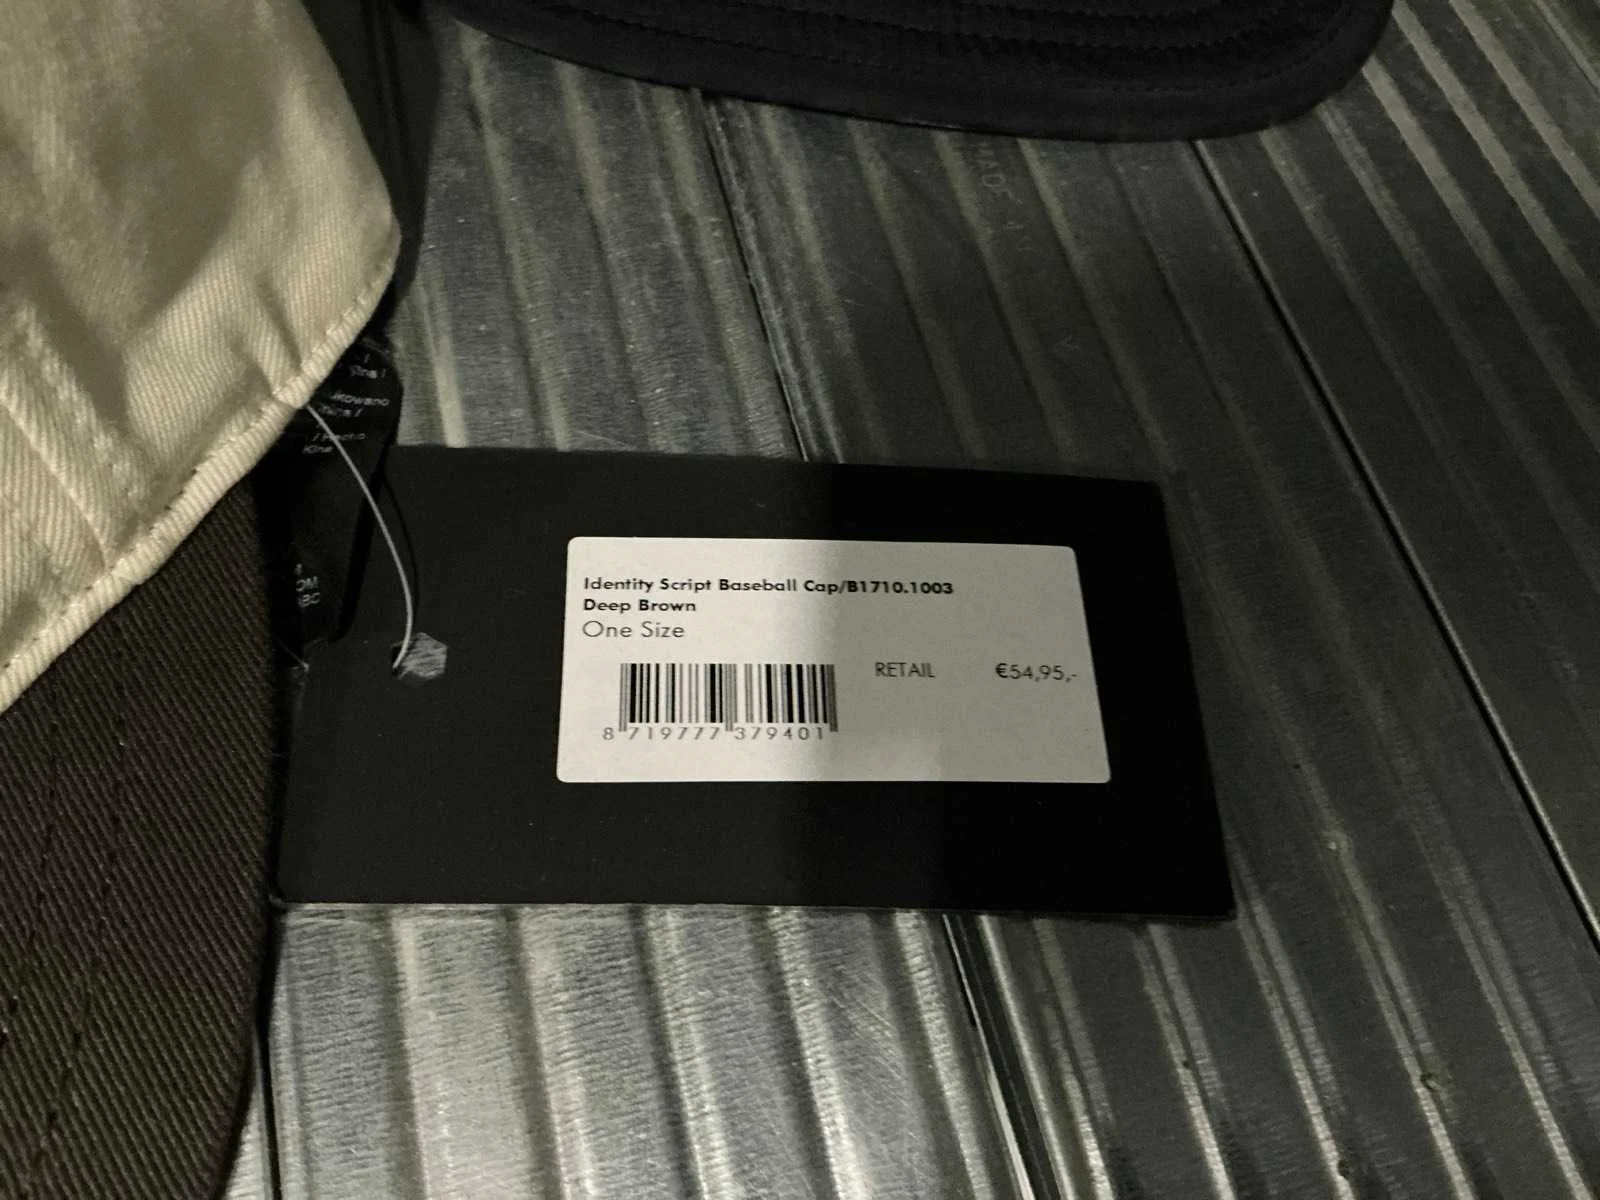 Identity Script Baseball Cap/B1710.1003
Deep Brown
One Size
RETAIL €54,95,-
8 719777 379401